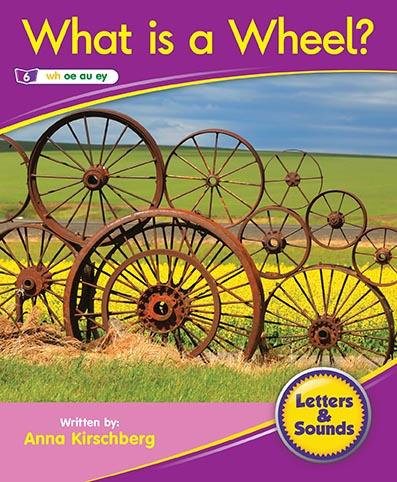 What is a Wheel?
6 wh oe au ey
Letters
&
Sounds
Written by:
Anna Kirschberg